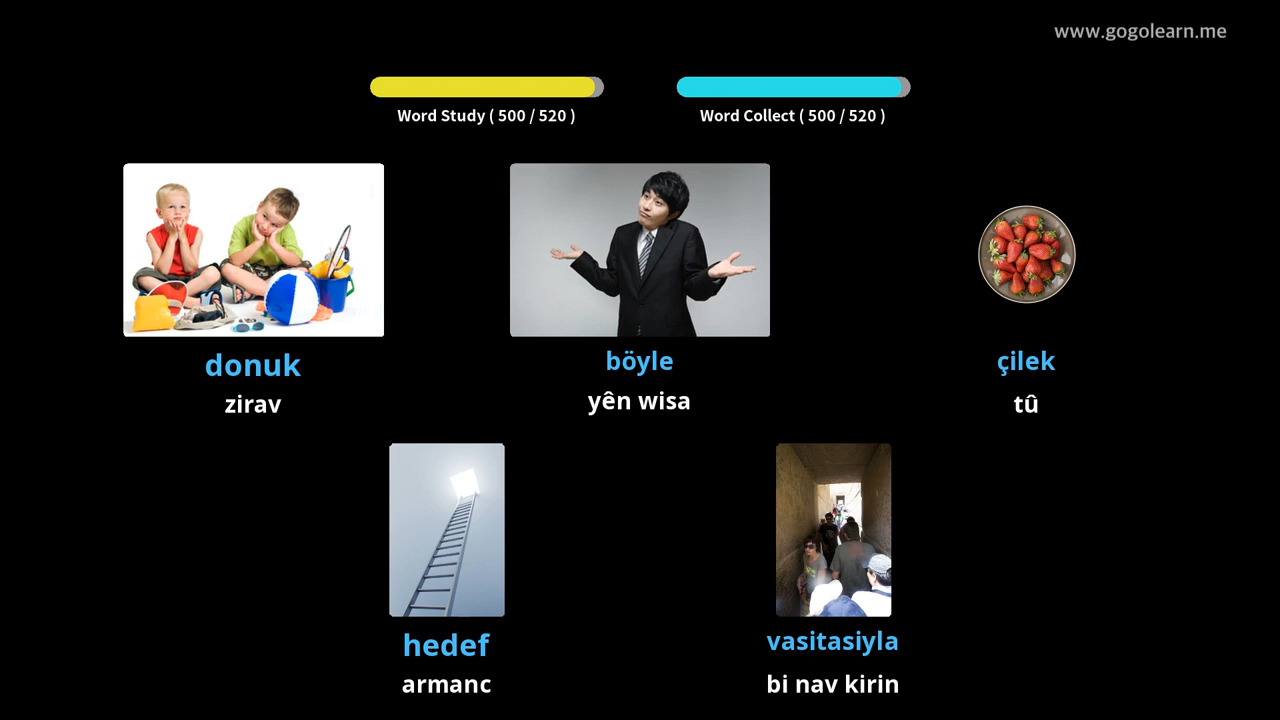 www.gogolearn.me
Word Study ( 500 / 520 )
Word Collect ( 500 / 520 )
donuk
zirav
böyle
yên wisa
çilek
tû
hedef
armanc
vasitasiyla
bi nav kirin